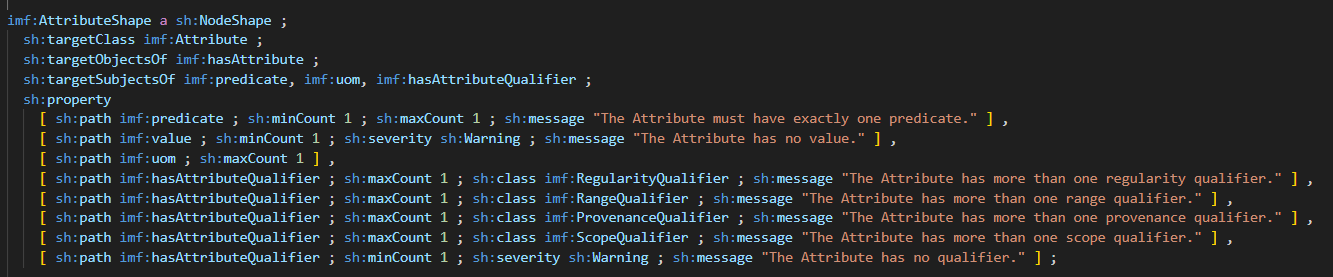 imf:AttributeShape a sh:NodeShape ;
sh:targetClass imf:Attribute ;
sh:targetObjectsOf imf:hasAttribute ;
sh:targetSubjectsOf imf:predicate, imf:uom, imf:hasAttributeQualifier ;
sh:property
[ sh:path imf:predicate ; sh:minCount 1 ; sh:maxCount 1 ; sh:message "The Attribute must have exactly one predicate." ] ,
[ sh:path imf:value ; sh:minCount 1 ; sh:severity sh:Warning ; sh:message "The Attribute has no value." ] ,
[ sh:path imf:uom ; sh:maxCount 1 ] ,
[ sh:path imf:hasAttributeQualifier ; sh:maxCount 1 ; sh:class imf:RegularityQualifier ; sh:message "The Attribute has more than one regularity qualifier." ] ,
[ sh:path imf:hasAttributeQualifier ; sh:maxCount 1 ; sh:class imf:RangeQualifier ; sh:message "The Attribute has more than one range qualifier." ] ,
[ sh:path imf:hasAttributeQualifier ; sh:maxCount 1 ; sh:class imf:ProvenanceQualifier ; sh:message "The Attribute has more than one provenance qualifier." ] ,
[ sh:path imf:hasAttributeQualifier ; sh:maxCount 1 ; sh:class imf:ScopeQualifier ; sh:message "The Attribute has more than one scope qualifier." ] ,
[ sh:path imf:hasAttributeQualifier ; sh:minCount 1 ; sh:severity sh:Warning ; sh:message "The Attribute has no qualifier." ] ;